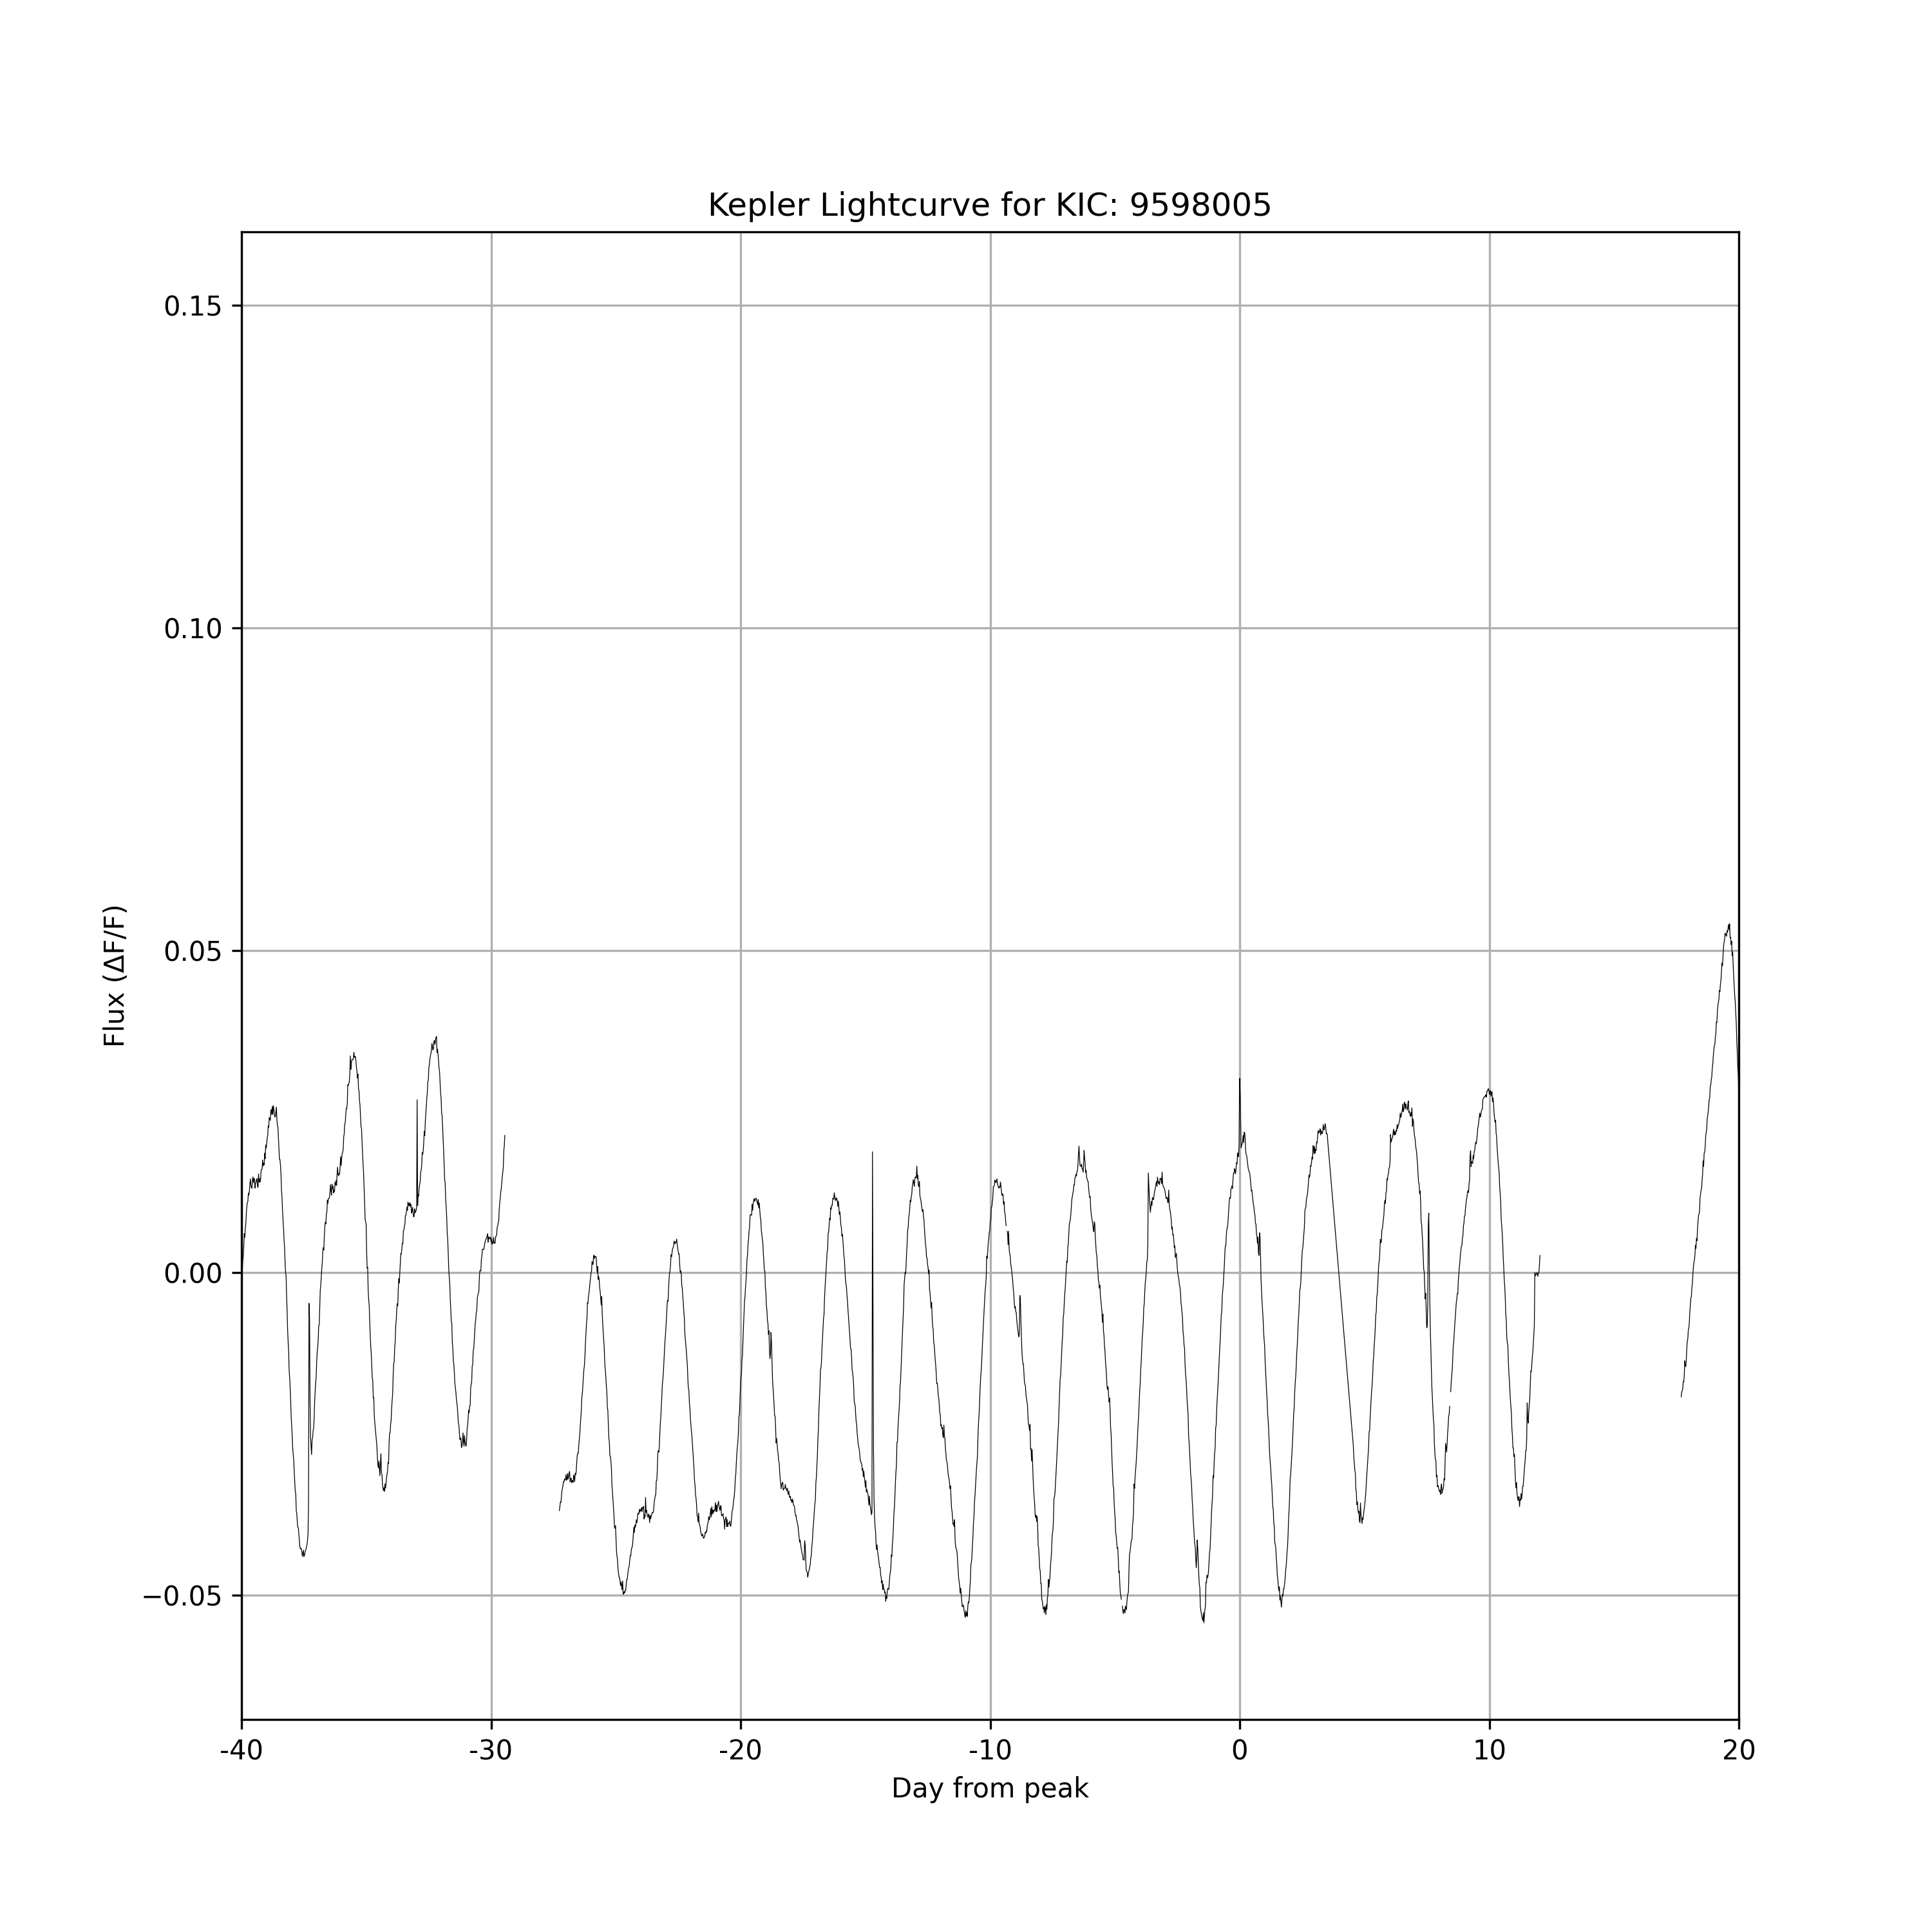 Kepler Lightcurve for KIC: 9598005
0.15
0.10
0.05
0.00
−0.05
Flux (ΔF/F)
-40 -30 -20 -10 0 10 20
Day from peak